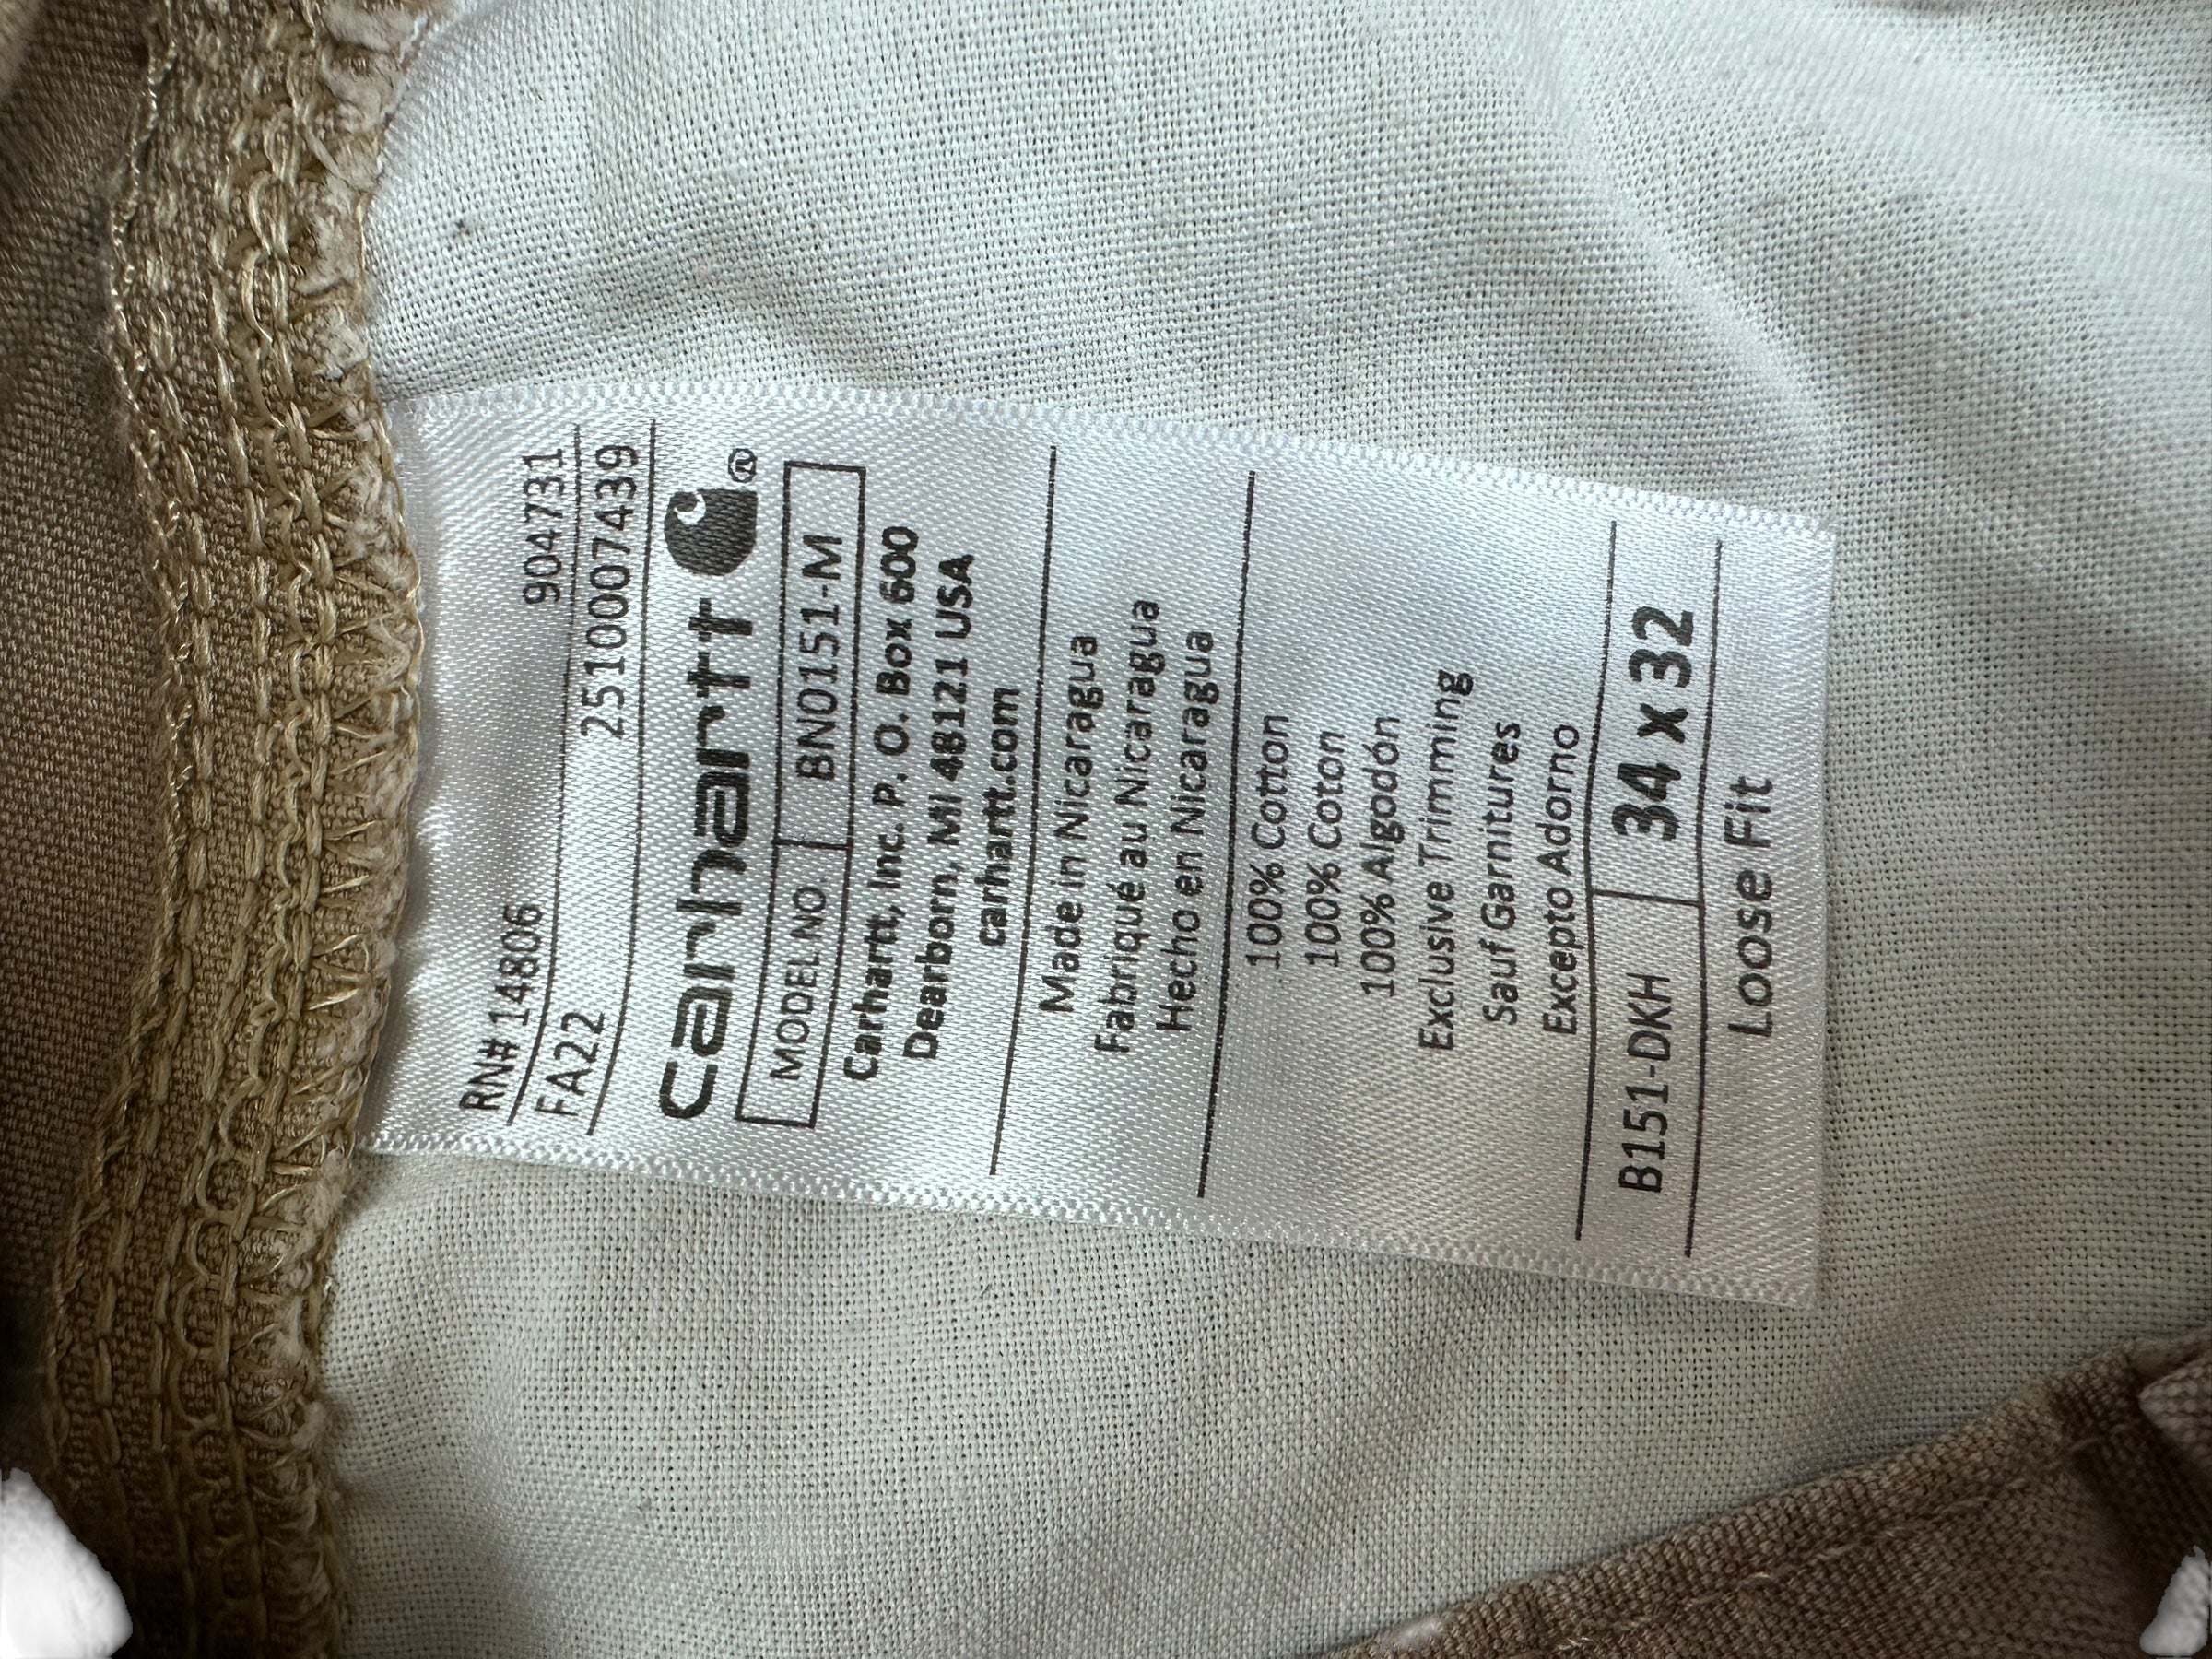 RN# 14806 904731
FA22 2510007439
carhartt ®
MODEL NO BN0151-M
Carhartt, Inc. P. O. Box 600
Dearborn, MI 48121 USA
carhartt.com
Made in Nicaragua
Fabriqué au Nicaragua
Hecho en Nicaragua
100% Cotton
100% Coton
100% Algodón
Exclusive Trimming
Sauf Garnitures
Excepto Adorno
B151-DKH 34 x 32
Loose Fit